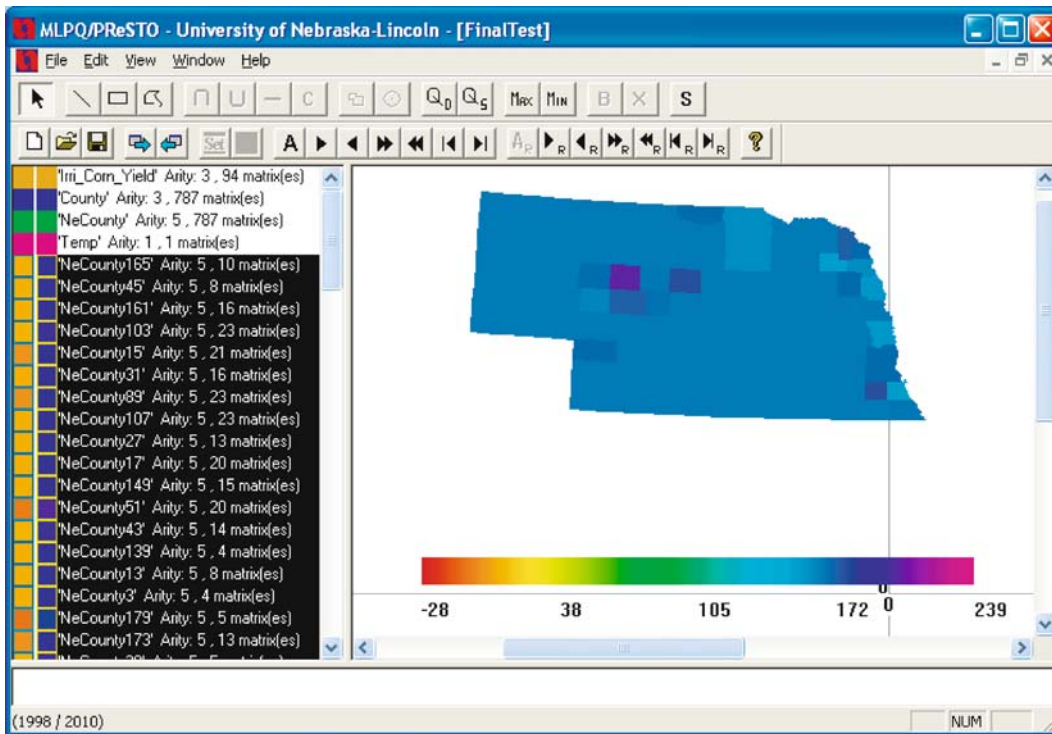 MLPQ/PReSTO - University of Nebraska-Lincoln - [FinalTest]
File Edit View Window Help
C QD QS MAX MIN B X S
Set A AR R R R R R R ?
'Irri_Corn_Yield' Arity: 3 , 94 matrix(es)
'County' Arity: 3 , 787 matrix(es)
'NeCounty' Arity: 5 , 787 matrix(es)
'Temp' Arity: 1 , 1 matrix(es)
'NeCounty165' Arity: 5 , 10 matrix(es)
'NeCounty45' Arity: 5 , 8 matrix(es)
'NeCounty161' Arity: 5 , 16 matrix(es)
'NeCounty103' Arity: 5 , 23 matrix(es)
'NeCounty15' Arity: 5 , 21 matrix(es)
'NeCounty31' Arity: 5 , 16 matrix(es)
'NeCounty89' Arity: 5 , 23 matrix(es)
'NeCounty107' Arity: 5 , 23 matrix(es)
'NeCounty27' Arity: 5 , 13 matrix(es)
'NeCounty17' Arity: 5 , 20 matrix(es)
'NeCounty149' Arity: 5 , 15 matrix(es)
'NeCounty51' Arity: 5 , 20 matrix(es)
'NeCounty43' Arity: 5 , 14 matrix(es)
'NeCounty139' Arity: 5 , 4 matrix(es)
'NeCounty13' Arity: 5 , 8 matrix(es)
'NeCounty3' Arity: 5 , 4 matrix(es)
'NeCounty179' Arity: 5 , 5 matrix(es)
'NeCounty173' Arity: 5 , 13 matrix(es)
0
-28 38 105 172 0 239
(1998 / 2010) NUM